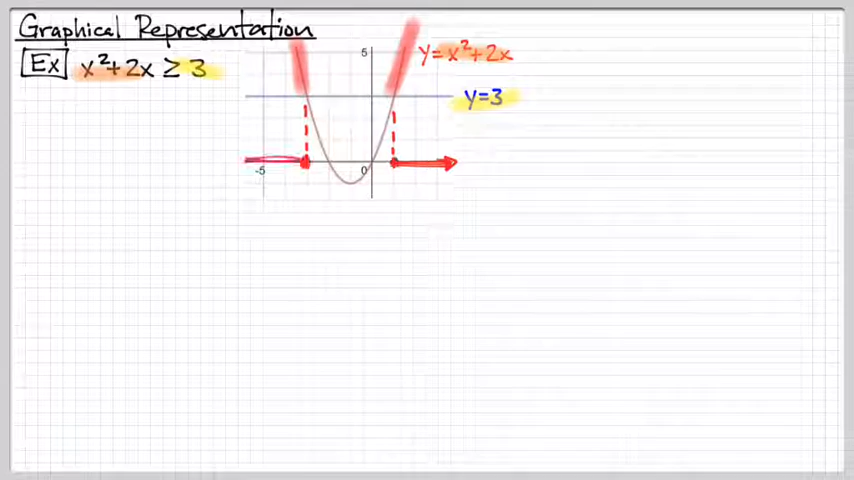 Graphical Representation
Ex x²+2x ≥ 3
5
y=x²+2x
y=3
-5
0